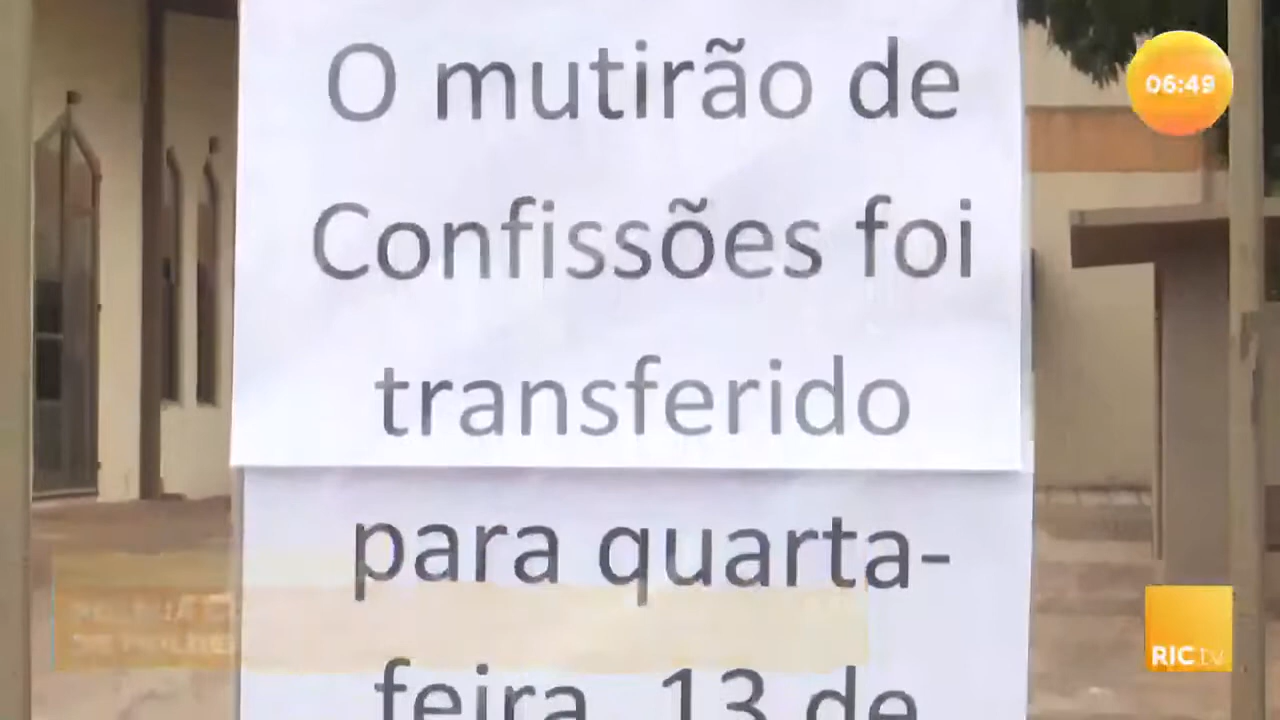 O mutirão de
06:49
Confissões foi
transferido
para quarta-
feira, 13 de
RIC tv